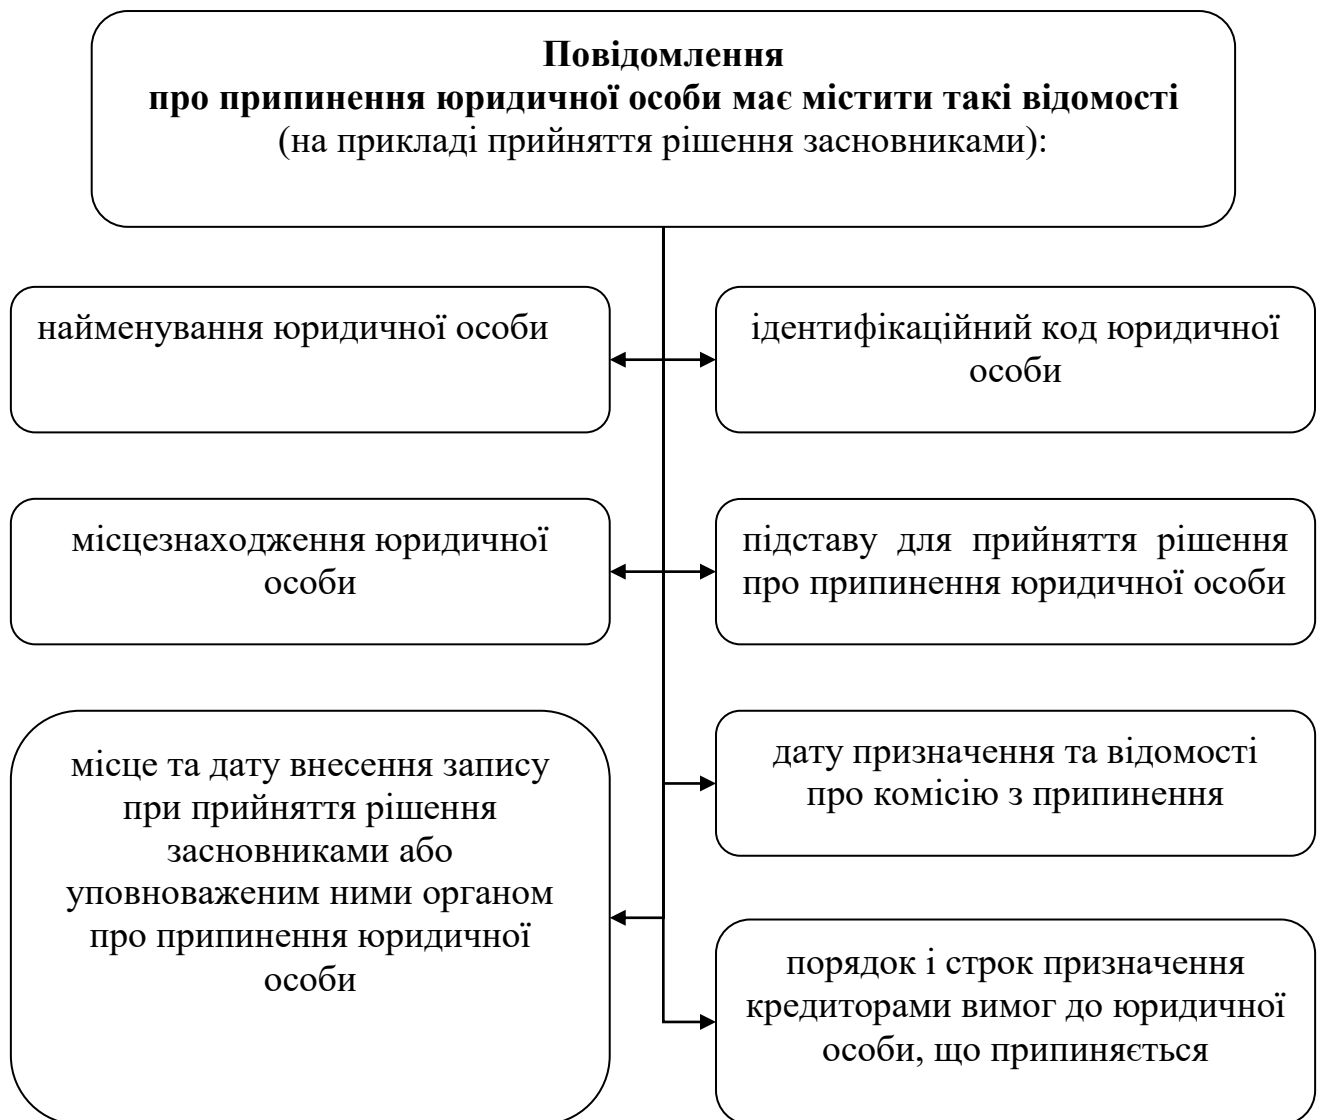 Повідомлення
про припинення юридичної особи має містити такі відомості
(на прикладі прийняття рішення засновниками):
найменування юридичної особи
ідентифікаційний код юридичної
особи
місцезнаходження юридичної
особи
підставу для прийняття рішення
про припинення юридичної особи
місце та дату внесення запису
при прийняття рішення
засновниками або
уповноваженим ними органом
про припинення юридичної
особи
дату призначення та відомості
про комісію з припинення
порядок і строк призначення
кредиторами вимог до юридичної
особи, що припиняється